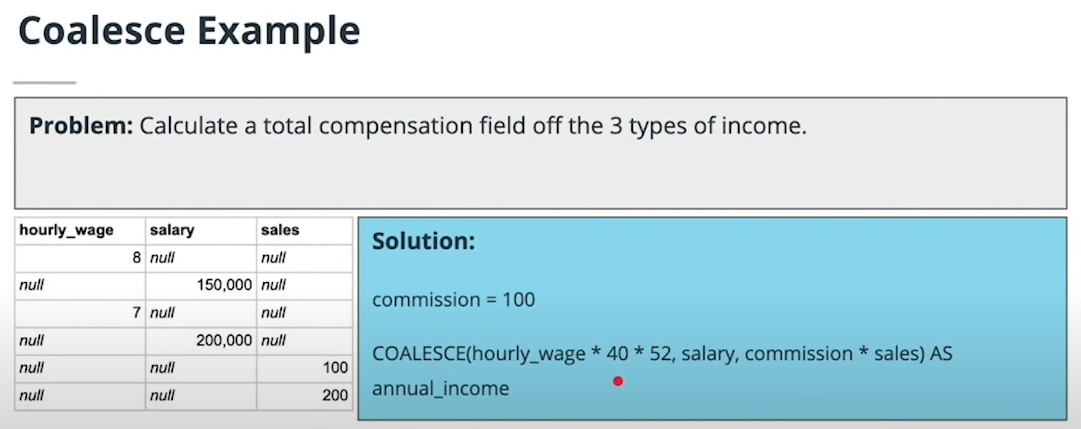 Coalesce Example
Problem: Calculate a total compensation field off the 3 types of income.
hourly_wage salary sales
8 null null
null 150,000 null
7 null null
null 200,000 null
null null 100
null null 200
Solution:
commission = 100
COALESCE(hourly_wage * 40 * 52, salary, commission * sales) AS
annual_income